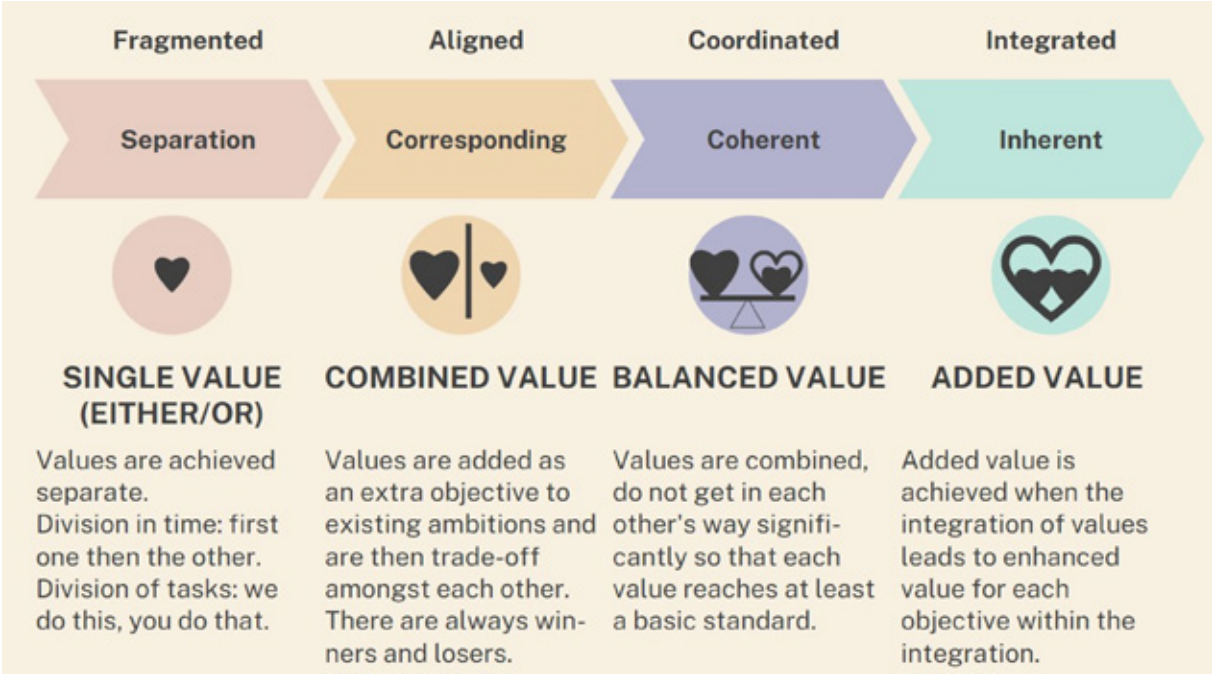 Fragmented
Aligned
Coordinated
Integrated
Separation
Corresponding
Coherent
Inherent
SINGLE VALUE
(EITHER/OR)
Values are achieved
separate.
Division in time: first
one then the other.
Division of tasks: we
do this, you do that.
COMBINED VALUE
Values are added as
an extra objective to
existing ambitions and
are then trade-off
amongst each other.
There are always win-
ners and losers.
BALANCED VALUE
Values are combined,
do not get in each
other's way signifi-
cantly so that each
value reaches at least
a basic standard.
ADDED VALUE
Added value is
achieved when the
integration of values
leads to enhanced
value for each
objective within the
integration.